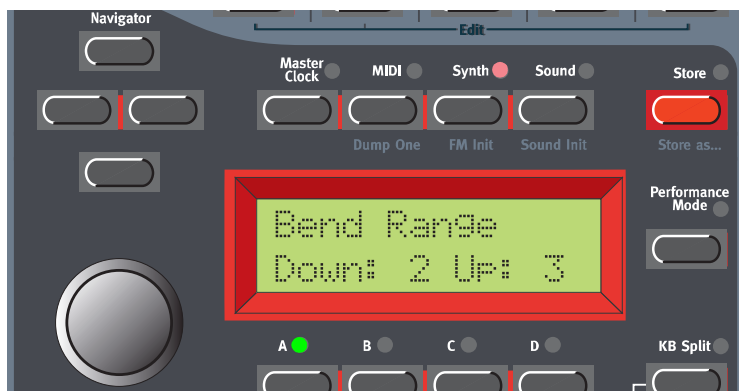 Edit
Navigator
Master Clock
MIDI
Synth
Sound
Store
Dump One
FM Init
Sound Init
Store as...
Performance
Mode
Bend Range
Down: 2 Up: 3
A
B
C
D
KB Split